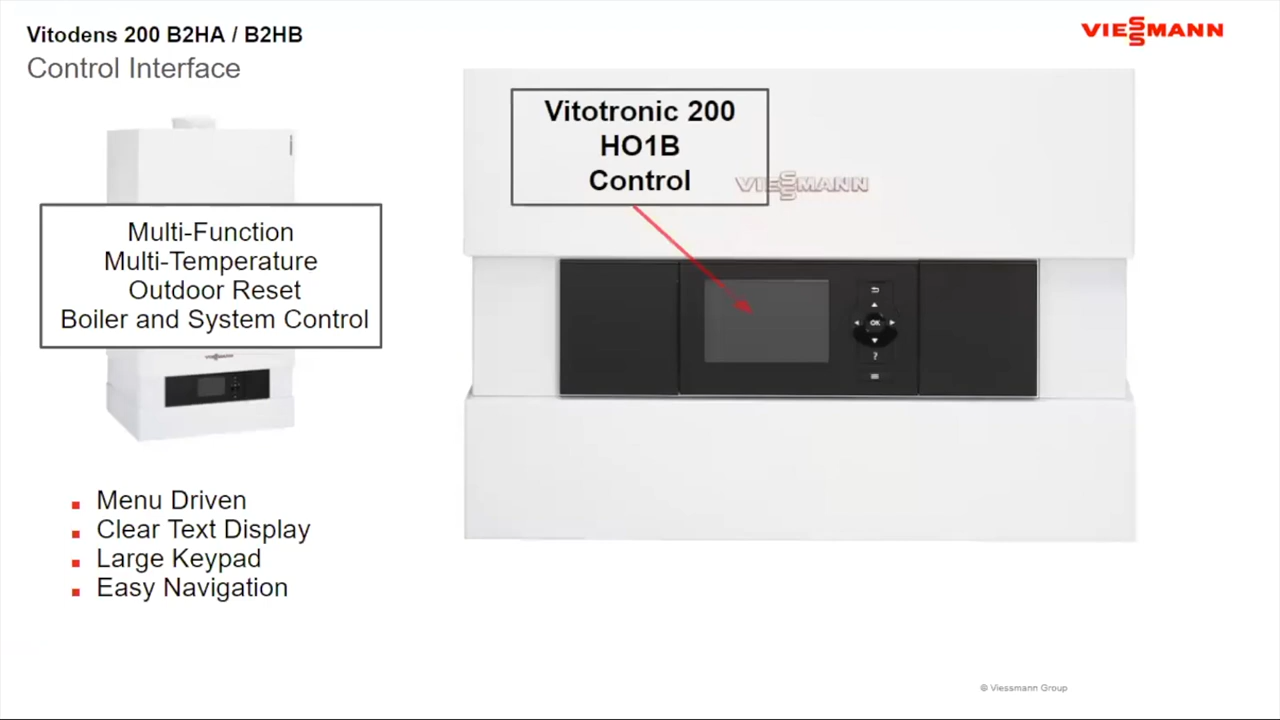 Vitodens 200 B2HA / B2HB
Control Interface
VIESSMANN
Vitotronic 200
HO1B
Control
VIESSMANN
Multi-Function
Multi-Temperature
Outdoor Reset
Boiler and System Control
OK
?
Menu Driven
Clear Text Display
Large Keypad
Easy Navigation
© Viessmann Group